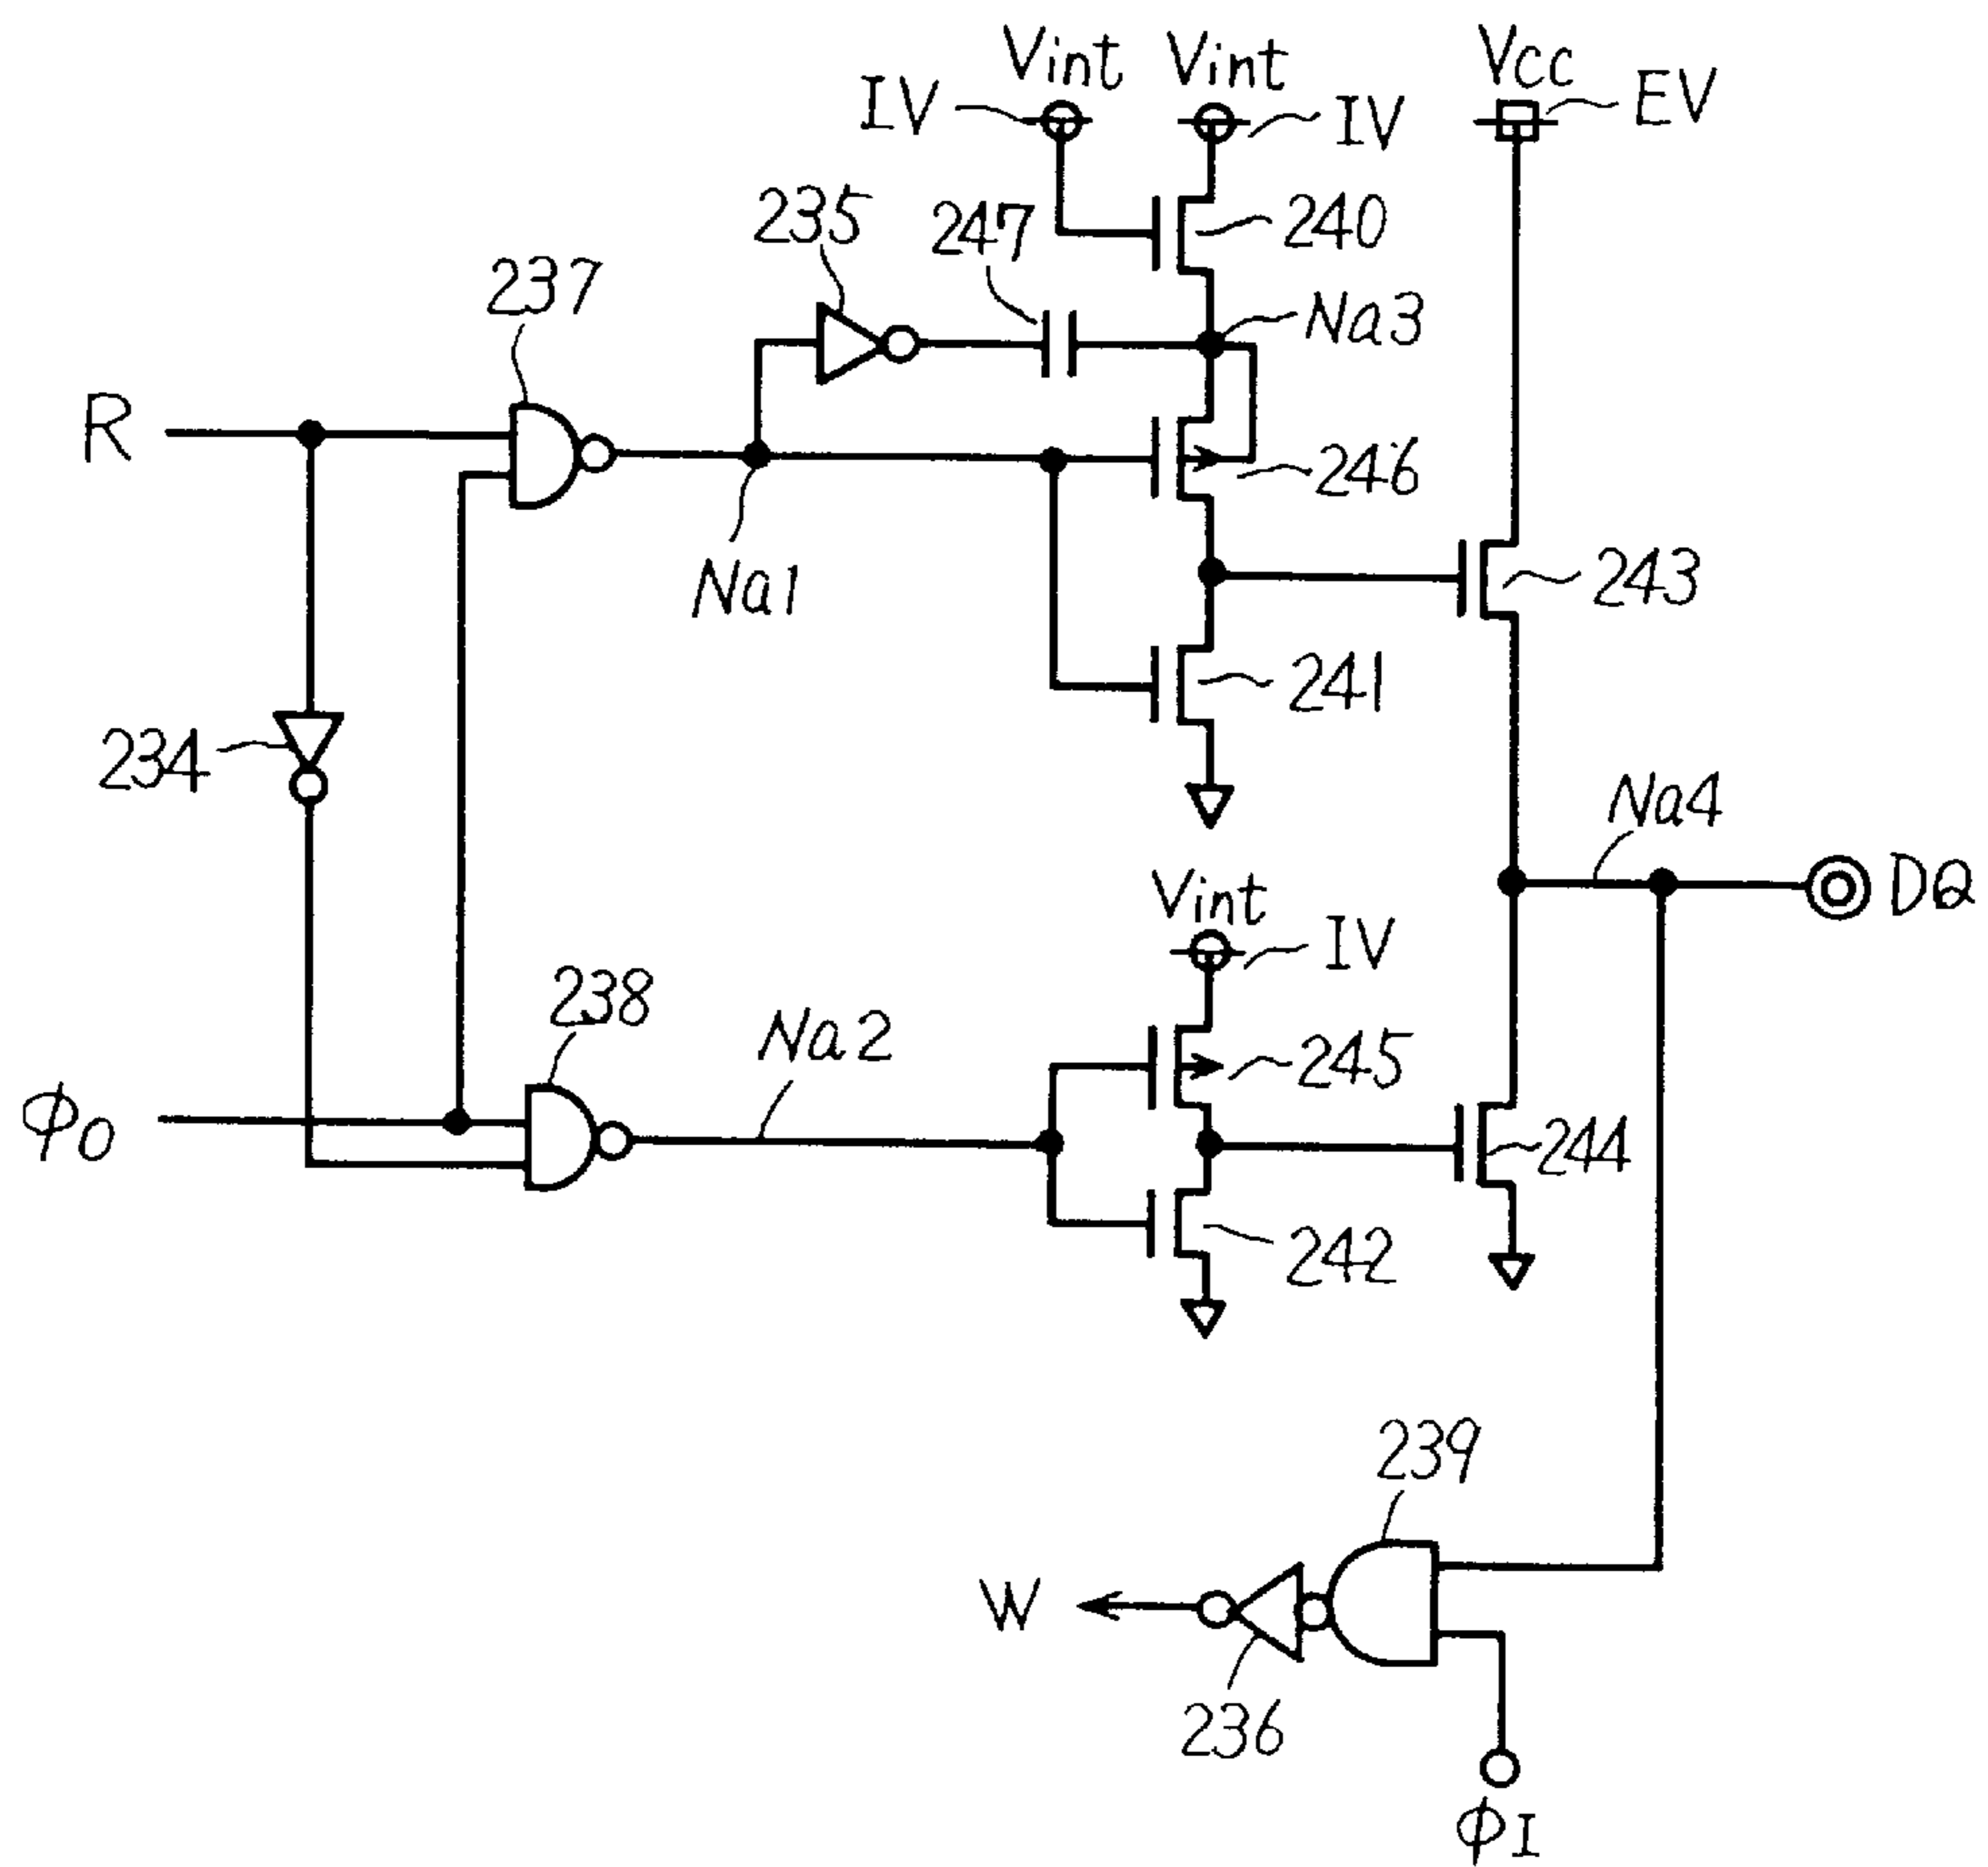 Vint Vint Vcc
IV IV EV
235 247 240
237 Na3
R 246
Na1 243
234 241
Na4
Vint DQ
IV
238 Na2 245
φO 244
242
239
W
236
φI